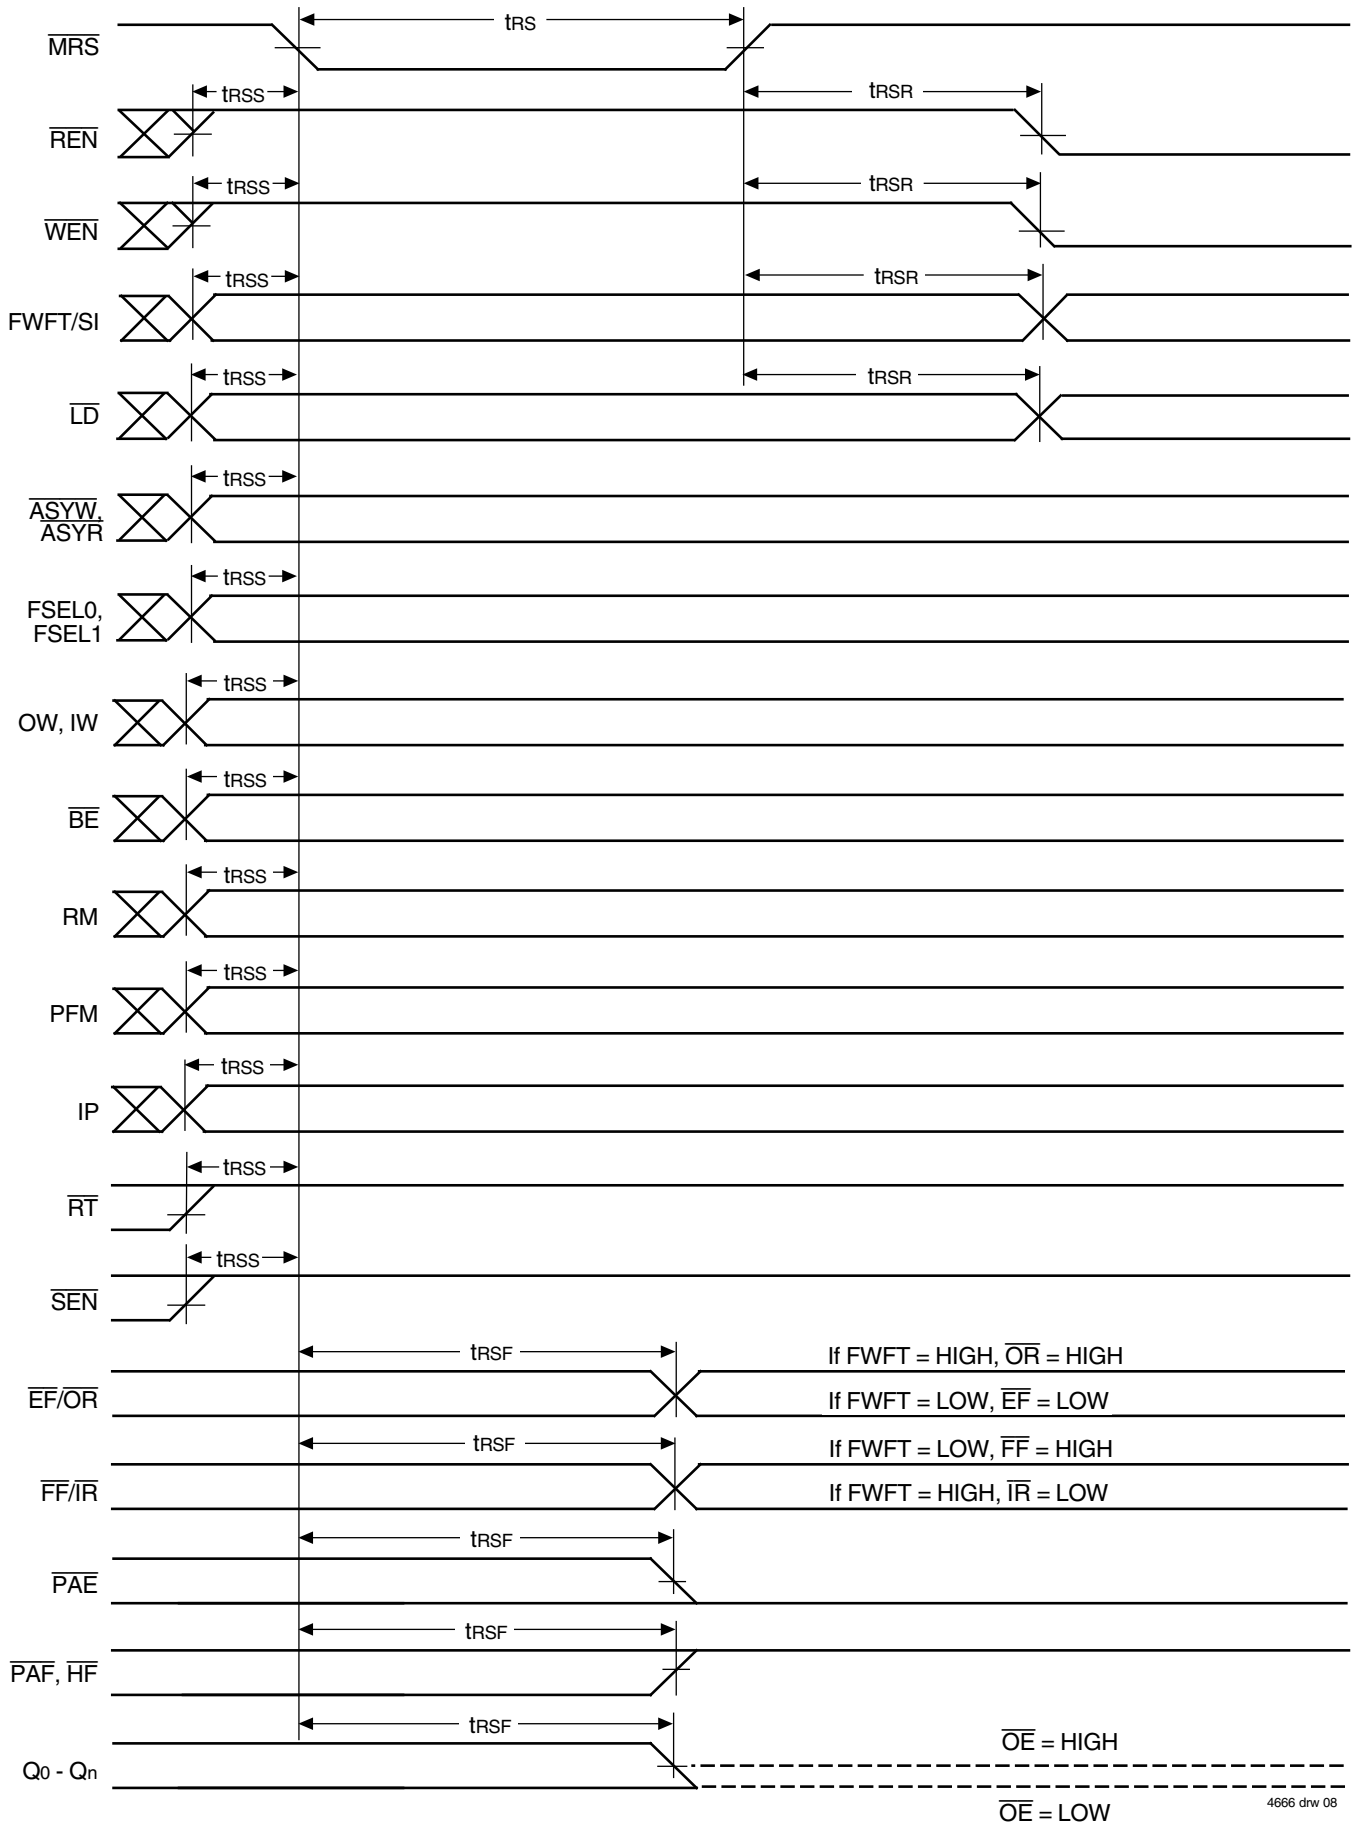 tRS
MRS
tRSS
tRSR
REN
tRSS
tRSR
WEN
tRSS
tRSR
FWFT/SI
tRSS
tRSR
LD
tRSS
ASYW,
ASYR
tRSS
FSEL0,
FSEL1
tRSS
OW, IW
tRSS
BE
tRSS
RM
tRSS
PFM
tRSS
IP
tRSS
RT
tRSS
SEN
tRSF
If FWFT = HIGH, OR = HIGH
EF/OR
If FWFT = LOW, EF = LOW
tRSF
If FWFT = LOW, FF = HIGH
FF/IR
If FWFT = HIGH, IR = LOW
tRSF
PAE
tRSF
PAF, HF
tRSF
OE = HIGH
Q0 - Qn
OE = LOW
4666 drw 08